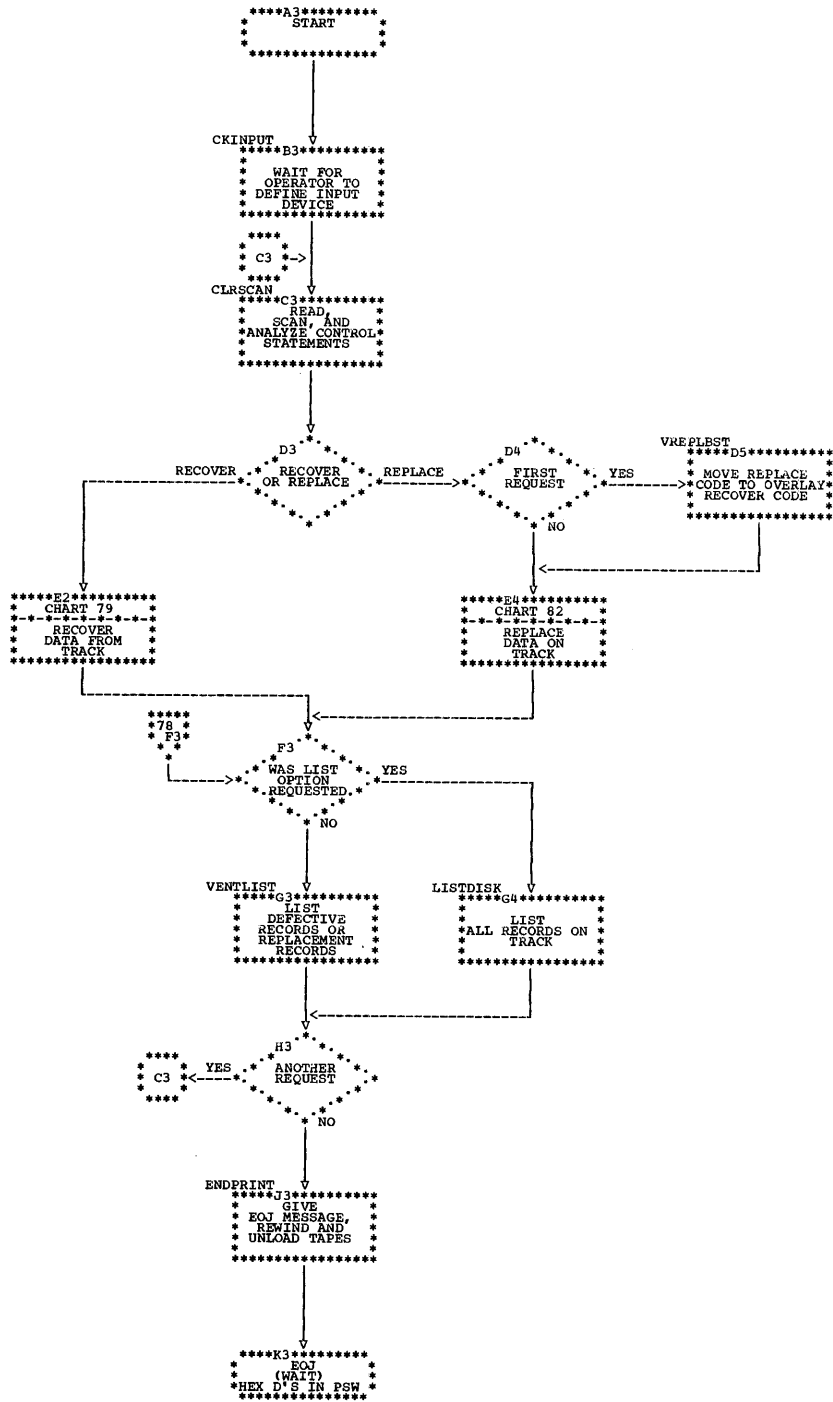 A3
START
CKINPUT
B3
WAIT FOR
OPERATOR TO
DEFINE INPUT
DEVICE
C3
CLRSCAN
C3
READ,
SCAN, AND
ANALYZE CONTROL
STATEMENTS
D3
RECOVER
OR REPLACE
RECOVER
REPLACE
D4
FIRST
REQUEST
YES
NO
VREPLBST
D5
MOVE REPLACE
CODE TO OVERLAY
RECOVER CODE
E2
CHART 79
RECOVER
DATA FROM
TRACK
E4
CHART 82
REPLACE
DATA ON
TRACK
78
F3
F3
WAS LIST
OPTION
REQUESTED
YES
NO
VENTLIST
G3
LIST
DEFECTIVE
RECORDS OR
REPLACEMENT
RECORDS
LISTDISK
G4
LIST
ALL RECORDS ON
TRACK
H3
ANOTHER
REQUEST
YES
C3
NO
ENDPRINT
J3
GIVE
EOJ MESSAGE,
REWIND AND
UNLOAD TAPES
K3
EOJ
(WAIT)
HEX D'S IN PSW